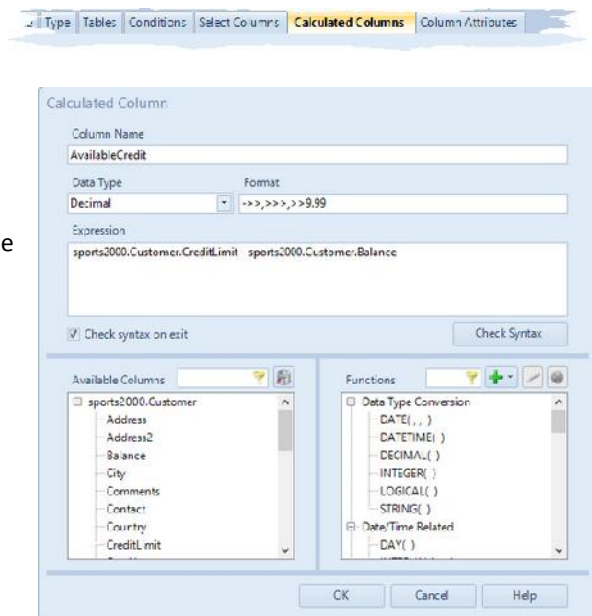 Type Tables Conditions Select Columns Calculated Columns Column Attributes
Calculated Column
Column Name
AvailableCredit
Data Type Format
Decimal ->>,>>>,>>9.99
e
Expression
sports2000.Customer.CreditLimit sports2000.Customer.Balance
Check syntax on exit Check Syntax
Available Columns Functions
sports2000.Customer Data Type Conversion
Address DATE( , , )
Address2 DATETIME( )
Balance DECIMAL( )
City INTEGER( )
Comments LOGICAL( )
Contact STRING( )
Country Date/Time Related
CreditLimit DAY( )
OK Cancel Help